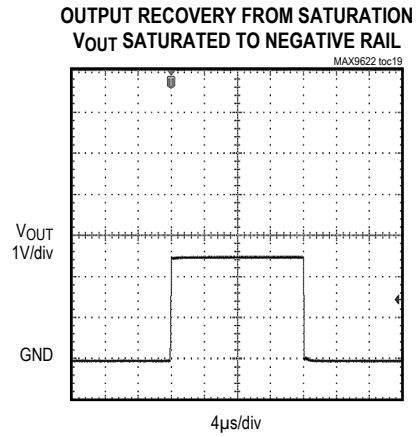 OUTPUT RECOVERY FROM SATURATION
VOUT SATURATED TO NEGATIVE RAIL
MAX9622 toc19
VOUT
1V/div
GND
4µs/div